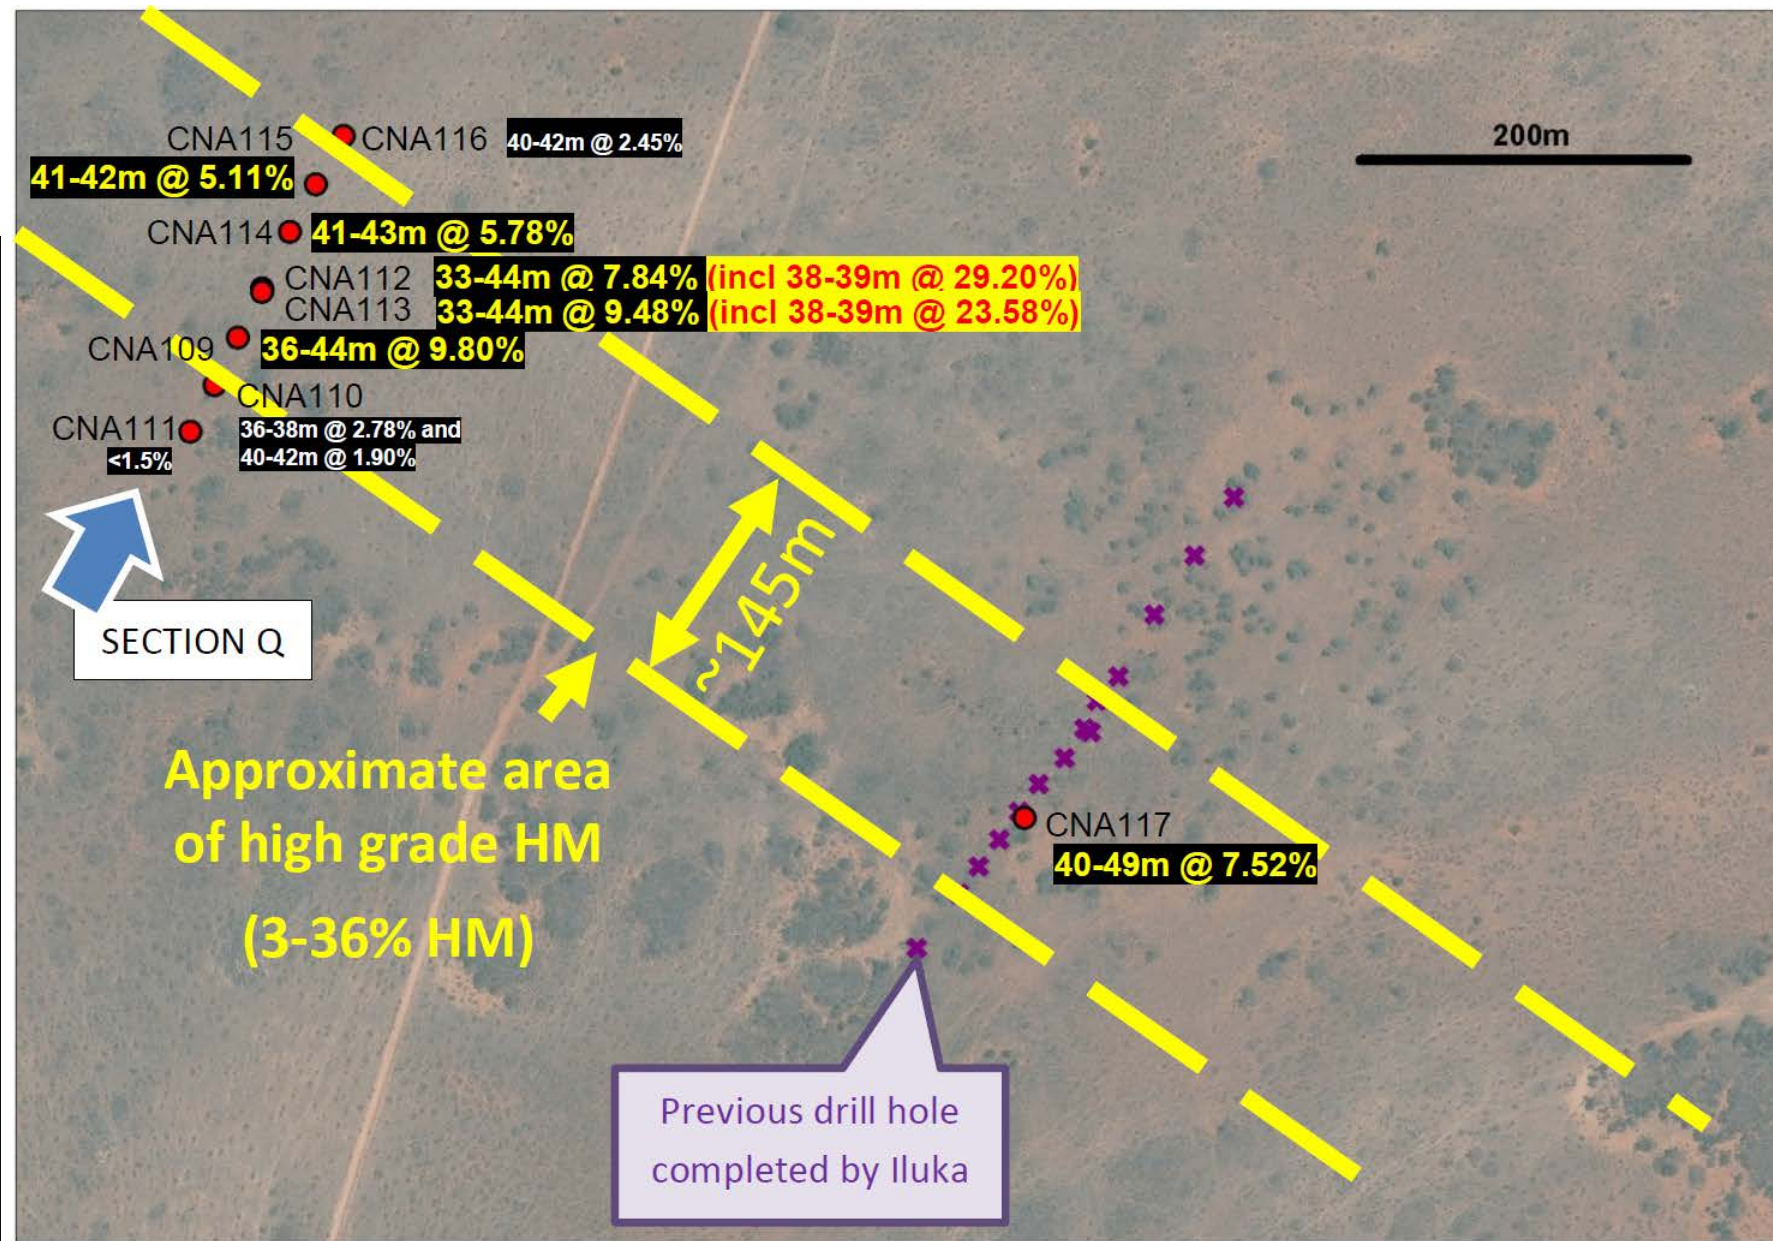 200m
CNA115
CNA116 40-42m @ 2.45%
41-42m @ 5.11%
CNA114 41-43m @ 5.78%
CNA112 33-44m @ 7.84% (incl 38-39m @ 29.20%)
CNA113 33-44m @ 9.48% (incl 38-39m @ 23.58%)
CNA109 36-44m @ 9.80%
CNA110
36-38m @ 2.78% and
40-42m @ 1.90%
CNA111
<1.5%
SECTION Q
~145m
Approximate area
of high grade HM
(3-36% HM)
CNA117
40-49m @ 7.52%
Previous drill hole
completed by Iluka